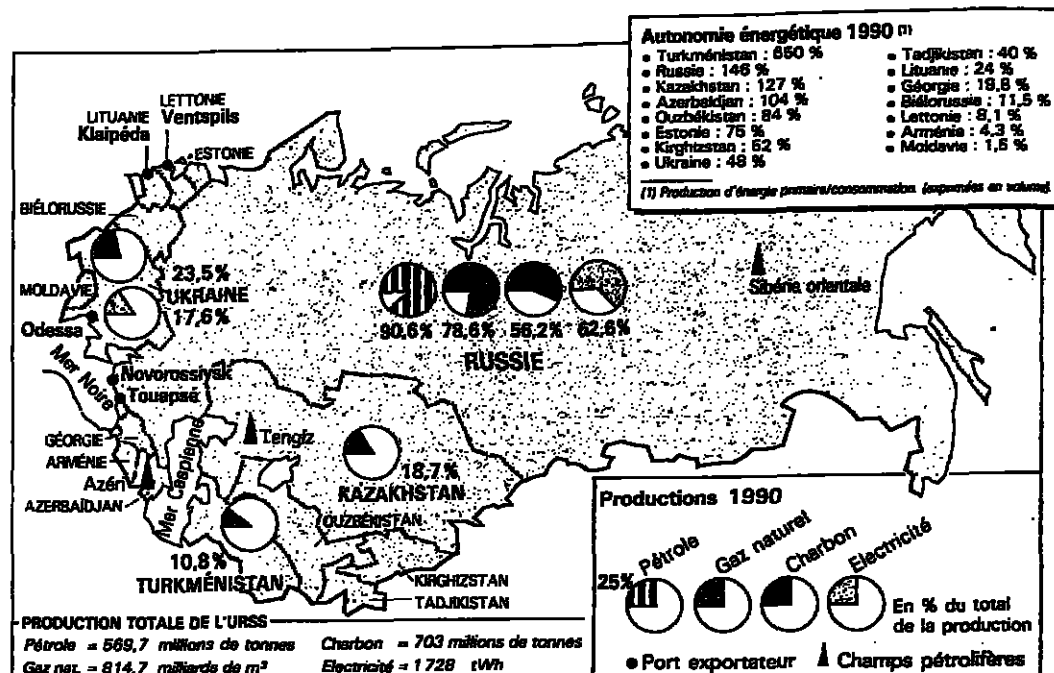 Autonomie énergétique 1990 (1)
• Turkménistan : 650 %
• Russie : 146 %
• Kazakhstan : 127 %
• Azerbaïdjan : 104 %
• Ouzbékistan : 84 %
• Estonie : 75 %
• Kirghizstan : 52 %
• Ukraine : 48 %
• Tadjikistan : 40 %
• Lituanie : 24 %
• Géorgie : 19,8 %
• Biélorussia : 11,5 %
• Lettonie : 8,1 %
• Arménie : 4,3 %
• Moldavie : 1,5 %
(1) Production d'énergie primaire/consommation (exprimées en volume)
LETTONIE
Ventspils
LITUANIE
Klaipéda
ESTONIE
BIÉLORUSSIE
23,5%
UKRAINE
17,6%
MOLDAVIE
Odessa
Mer Noire
Novorossiysk
Touapsé
90,6% 78,6% 56,2% 62,6%
RUSSIE
Sibérie orientale
GÉORGIE
ARMÉNIE
Azéri
AZERBAÏDJAN
Mer Caspienne
Tengiz
18,7%
KAZAKHSTAN
OUZBÉKISTAN
10,8%
TURKMÉNISTAN
KIRGHIZSTAN
TADJIKISTAN
PRODUCTION TOTALE DE L'URSS
Pétrole = 569,7 millions de tonnes
Gaz nat. = 814,7 milliards de m³
Charbon = 703 millions de tonnes
Electricité = 1 728 tWh
Productions 1990
Pétrole
Gaz naturel
Charbon
Electricité
25%
En % du total
de la production
• Port exportateur
Champs pétrolifères